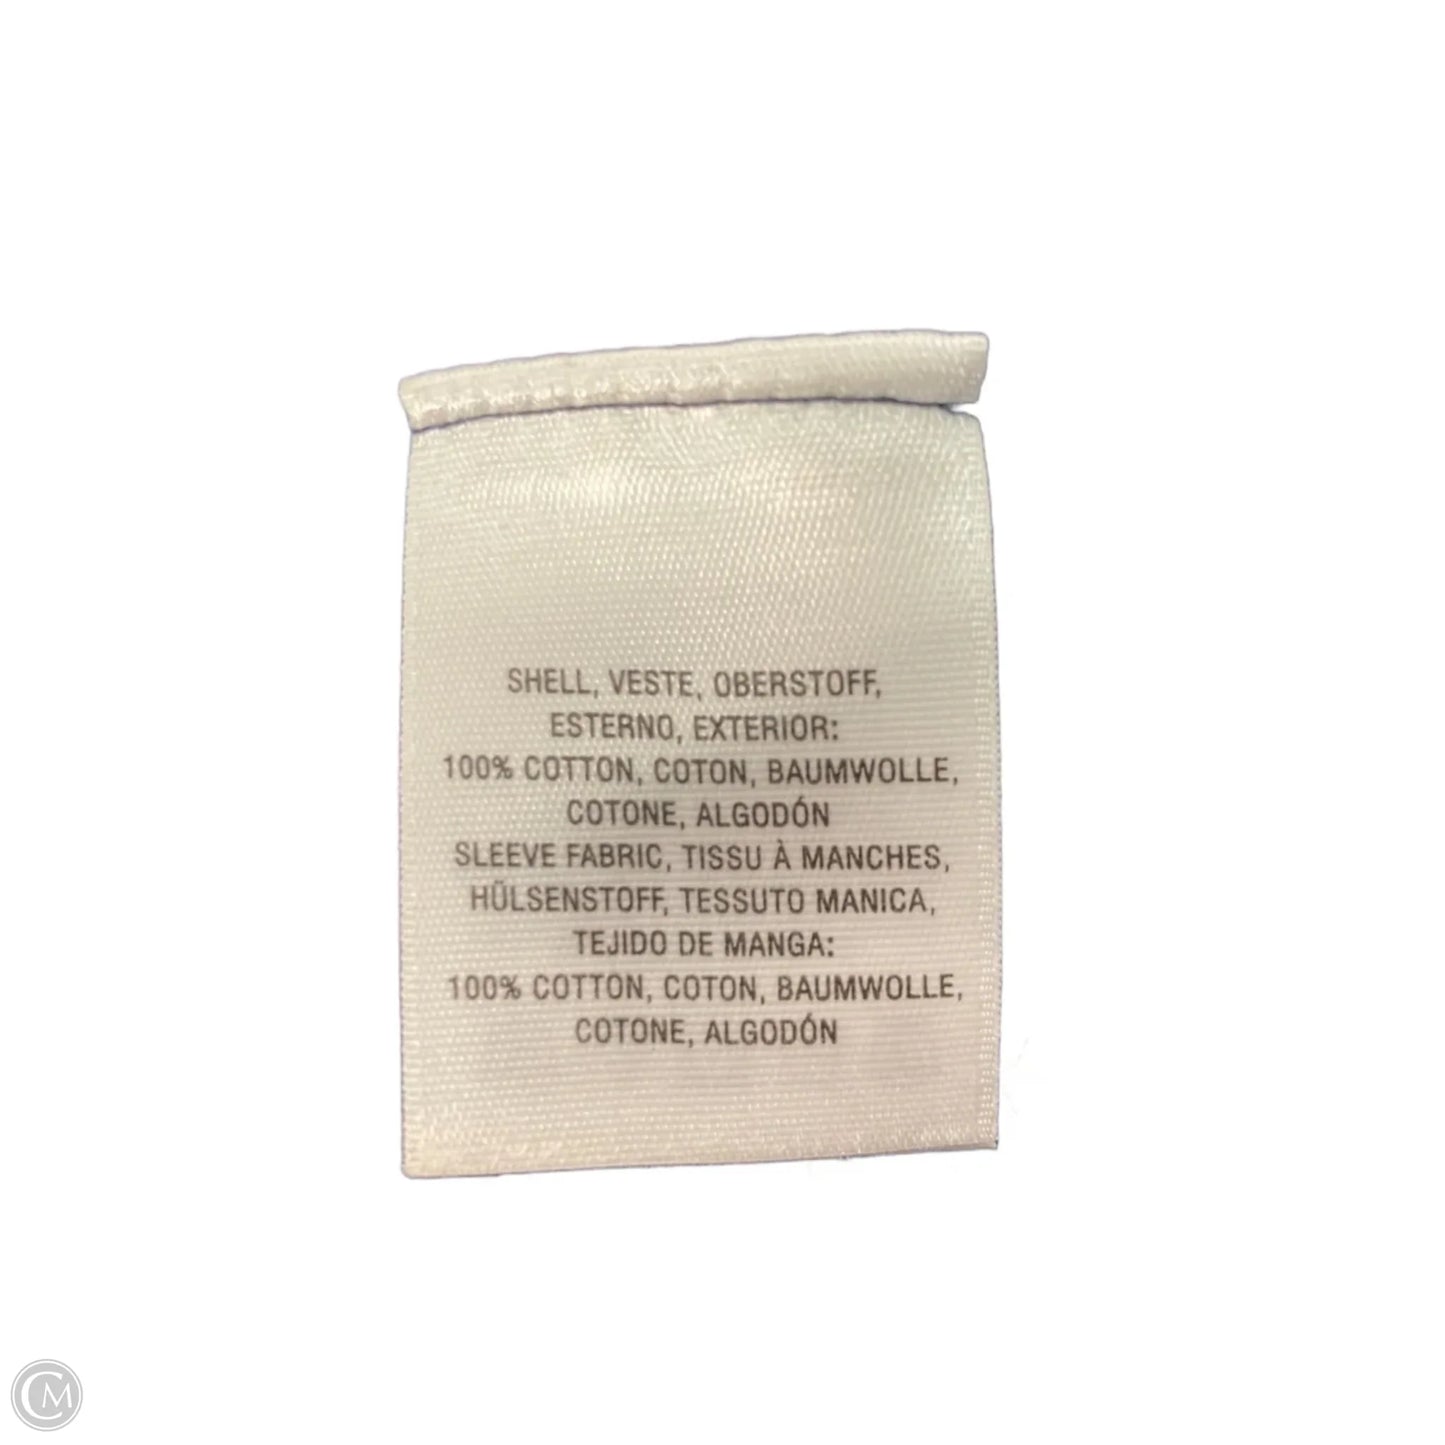 SHELL, VESTE, OBERSTOFF,
ESTERNO, EXTERIOR:
100% COTTON, COTON, BAUMWOLLE,
COTONE, ALGODÓN
SLEEVE FABRIC, TISSU À MANCHES,
HÜLSENSTOFF, TESSUTO MANICA,
TEJIDO DE MANGA:
100% COTTON, COTON, BAUMWOLLE,
COTONE, ALGODÓN
CM